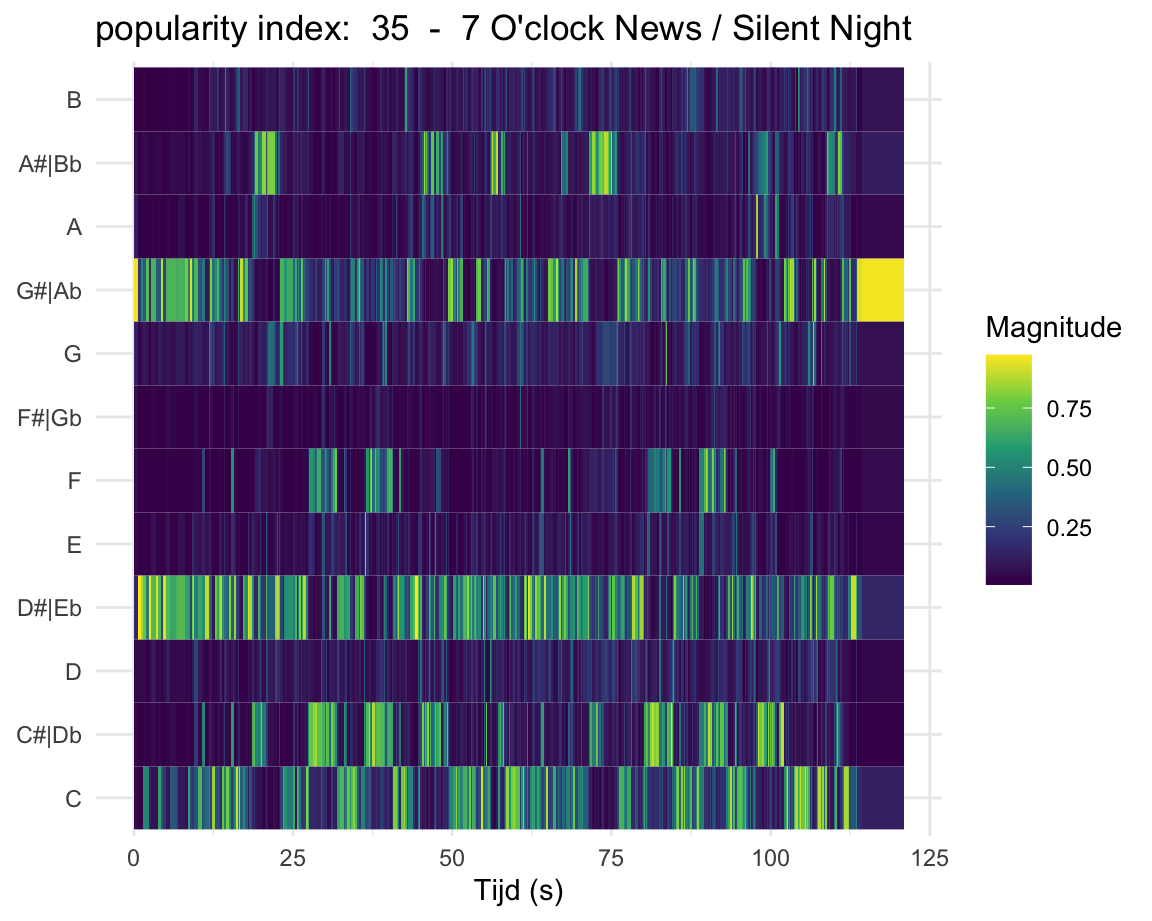 popularity index:  35  -  7 O'clock News / Silent Night
B
A#|Bb
A
G#|Ab
G
F#|Gb
F
E
D#|Eb
D
C#|Db
C
0 25 50 75 100 125
Tijd (s)
Magnitude
0.75
0.50
0.25